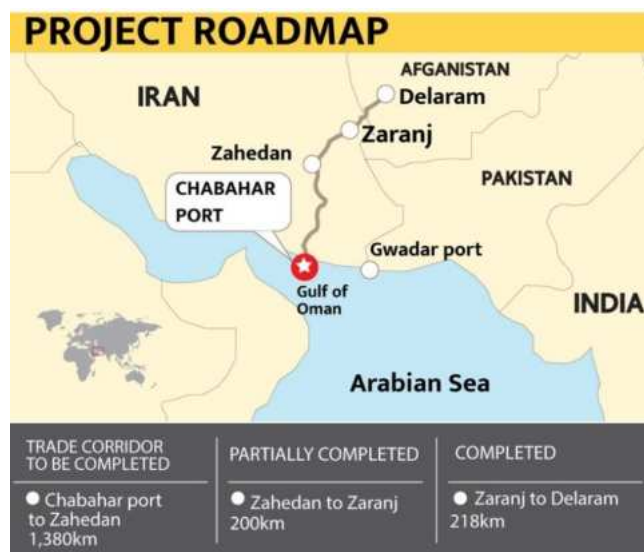 PROJECT ROADMAP
AFGANISTAN
IRAN
Delaram
Zaranj
Zahedan
CHABAHAR
PORT
PAKISTAN
Gwadar port
Gulf of
Oman
INDIA
Arabian Sea
TRADE CORRIDOR
TO BE COMPLETED
Chabahar port
to Zahedan
1,380km
PARTIALLY COMPLETED
Zahedan to Zaranj
200km
COMPLETED
Zaranj to Delaram
218km